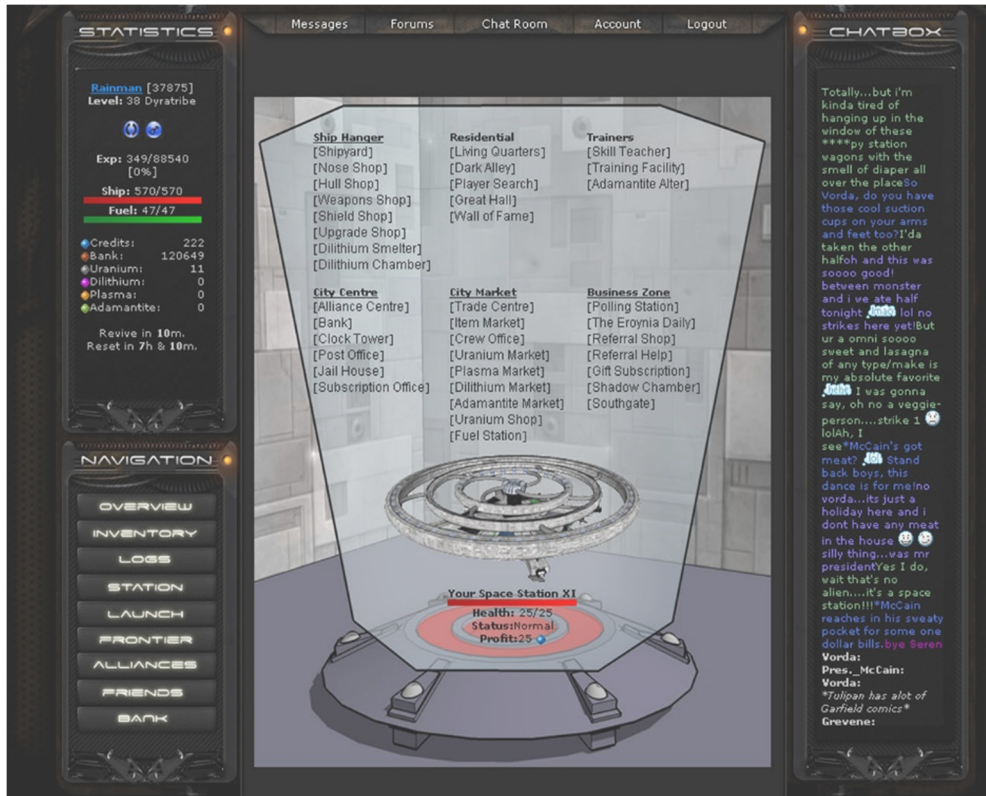 Messages Forums Chat Room Account Logout
STATISTICS
Rainman [37875]
Level: 38 Dyratribe
Exp: 349/88540
[0%]
Ship: 570/570
Fuel: 47/47
Credits: 222
Bank: 120649
Uranium: 11
Dilithium: 0
Plasma: 0
Adamantite: 0
Revive in 10m.
Reset in 7h & 10m.
NAVIGATION
OVERVIEW
INVENTORY
LOGS
STATION
LAUNCH
FRONTIER
ALLIANCES
FRIENDS
BANK
Ship Hanger
[Shipyard]
[Nose Shop]
[Hull Shop]
[Weapons Shop]
[Shield Shop]
[Upgrade Shop]
[Dilithium Smelter]
[Dilithium Chamber]
Residential
[Living Quarters]
[Dark Alley]
[Player Search]
[Great Hall]
[Wall of Fame]
Trainers
[Skill Teacher]
[Training Facility]
[Adamantite Alter]
City Centre
[Alliance Centre]
[Bank]
[Clock Tower]
[Post Office]
[Jail House]
[Subscription Office]
City Market
[Trade Centre]
[Item Market]
[Crew Office]
[Uranium Market]
[Plasma Market]
[Dilithium Market]
[Adamantite Market]
[Uranium Shop]
[Fuel Station]
Business Zone
[Polling Station]
[The Eroynia Daily]
[Referral Shop]
[Referral Help]
[Gift Subscription]
[Shadow Chamber]
[Southgate]
Your Space Station XI
Health: 25/25
Status:Normal
Profit:25
CHATBOX
Totally...but i'm
kinda tired of
hanging up in the
window of these
****py station
wagons with the
smell of diaper all
over the placeSo
Vorda, do you have
those cool suction
cups on your arms
and feet too?I'da
taken the other
halfoh and this was
soooo good!
between monster
and i we ate half
tonight lol no
strikes here yet!But
ur a omni soooo
sweet and lasagna
of any type/make is
my absolute favorite
hehe I was gonna
say, oh no a veggie-
person....strike 1
lolAh, I
see*McCain's got
meat? lol Stand
back boys, this
dance is for me!no
vorda...its just a
holiday here and i
dont have any meat
in the house
silly thing...was mr
presidentYes I do,
wait that's no
alien....it's a space
station!!!*McCain
reaches in his sweaty
pocket for some one
dollar bills.bye Seren
Vorda:
Pres._McCain:
Vorda:
*Tulipan has alot of
Garfield comics*
Grevene: